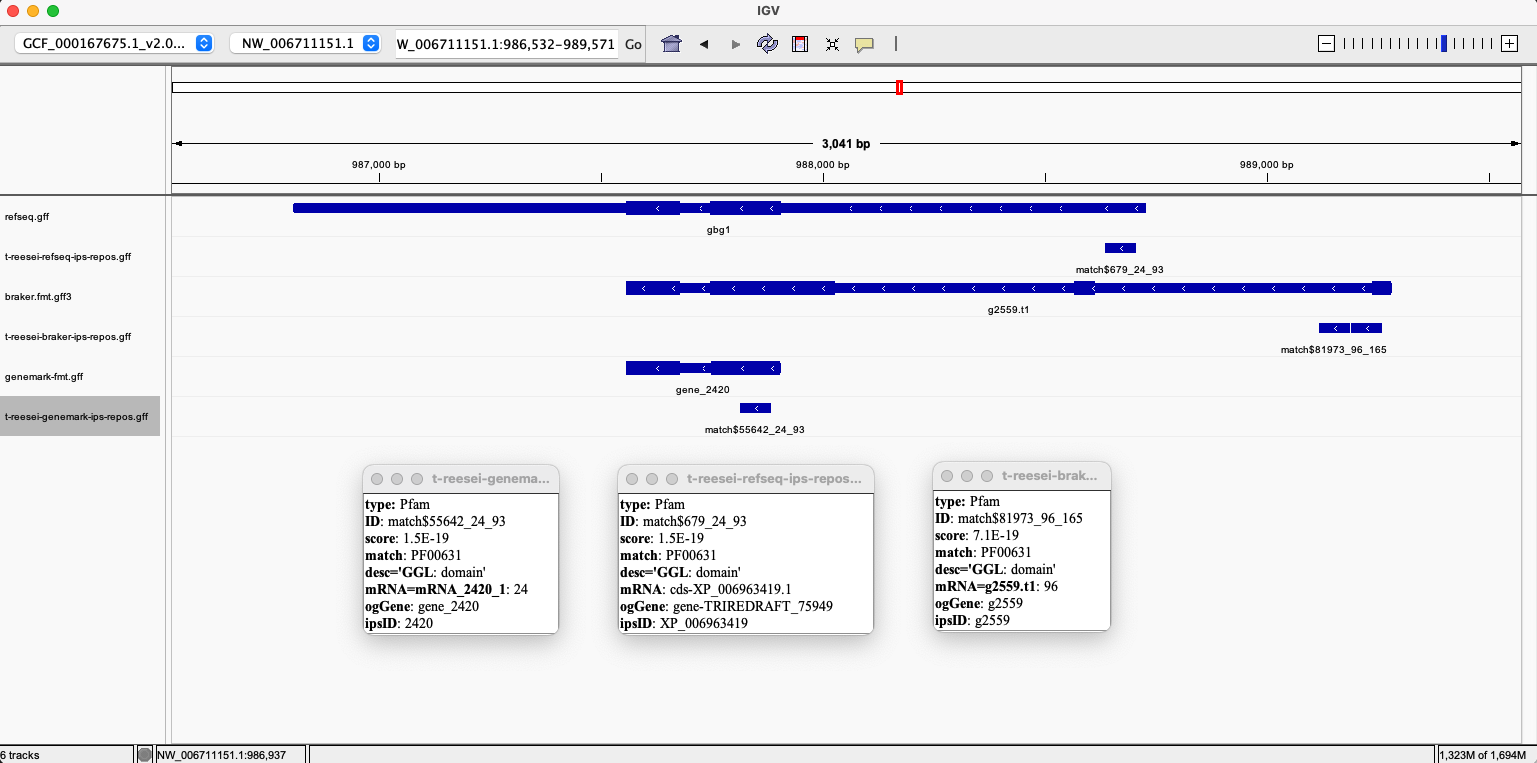 IGV
GCF_000167675.1_v2.0... NW_006711151.1 W_006711151.1:986,532-989,571 Go
3,041 bp
987,000 bp 988,000 bp 989,000 bp
refseq.gff
gbg1
t-reesei-refseq-ips-repos.gff
match$679_24_93
braker.fmt.gff3
g2559.t1
t-reesei-braker-ips-repos.gff
match$81973_96_165
genemark-fmt.gff
gene_2420
t-reesei-genemark-ips-repos.gff
match$55642_24_93
t-reesei-genema...
type: Pfam
ID: match$55642_24_93
score: 1.5E-19
match: PF00631
desc='GGL: domain'
mRNA=mRNA_2420_1: 24
ogGene: gene_2420
ipsID: 2420
t-reesei-refseq-ips-repos...
type: Pfam
ID: match$679_24_93
score: 1.5E-19
match: PF00631
desc='GGL: domain'
mRNA: cds-XP_006963419.1
ogGene: gene-TRIREDRAFT_75949
ipsID: XP_006963419
t-reesei-brak...
type: Pfam
ID: match$81973_96_165
score: 7.1E-19
match: PF00631
desc='GGL: domain'
mRNA=g2559.t1: 96
ogGene: g2559
ipsID: g2559
6 tracks NW_006711151.1:986,937 1,323M of 1,694M